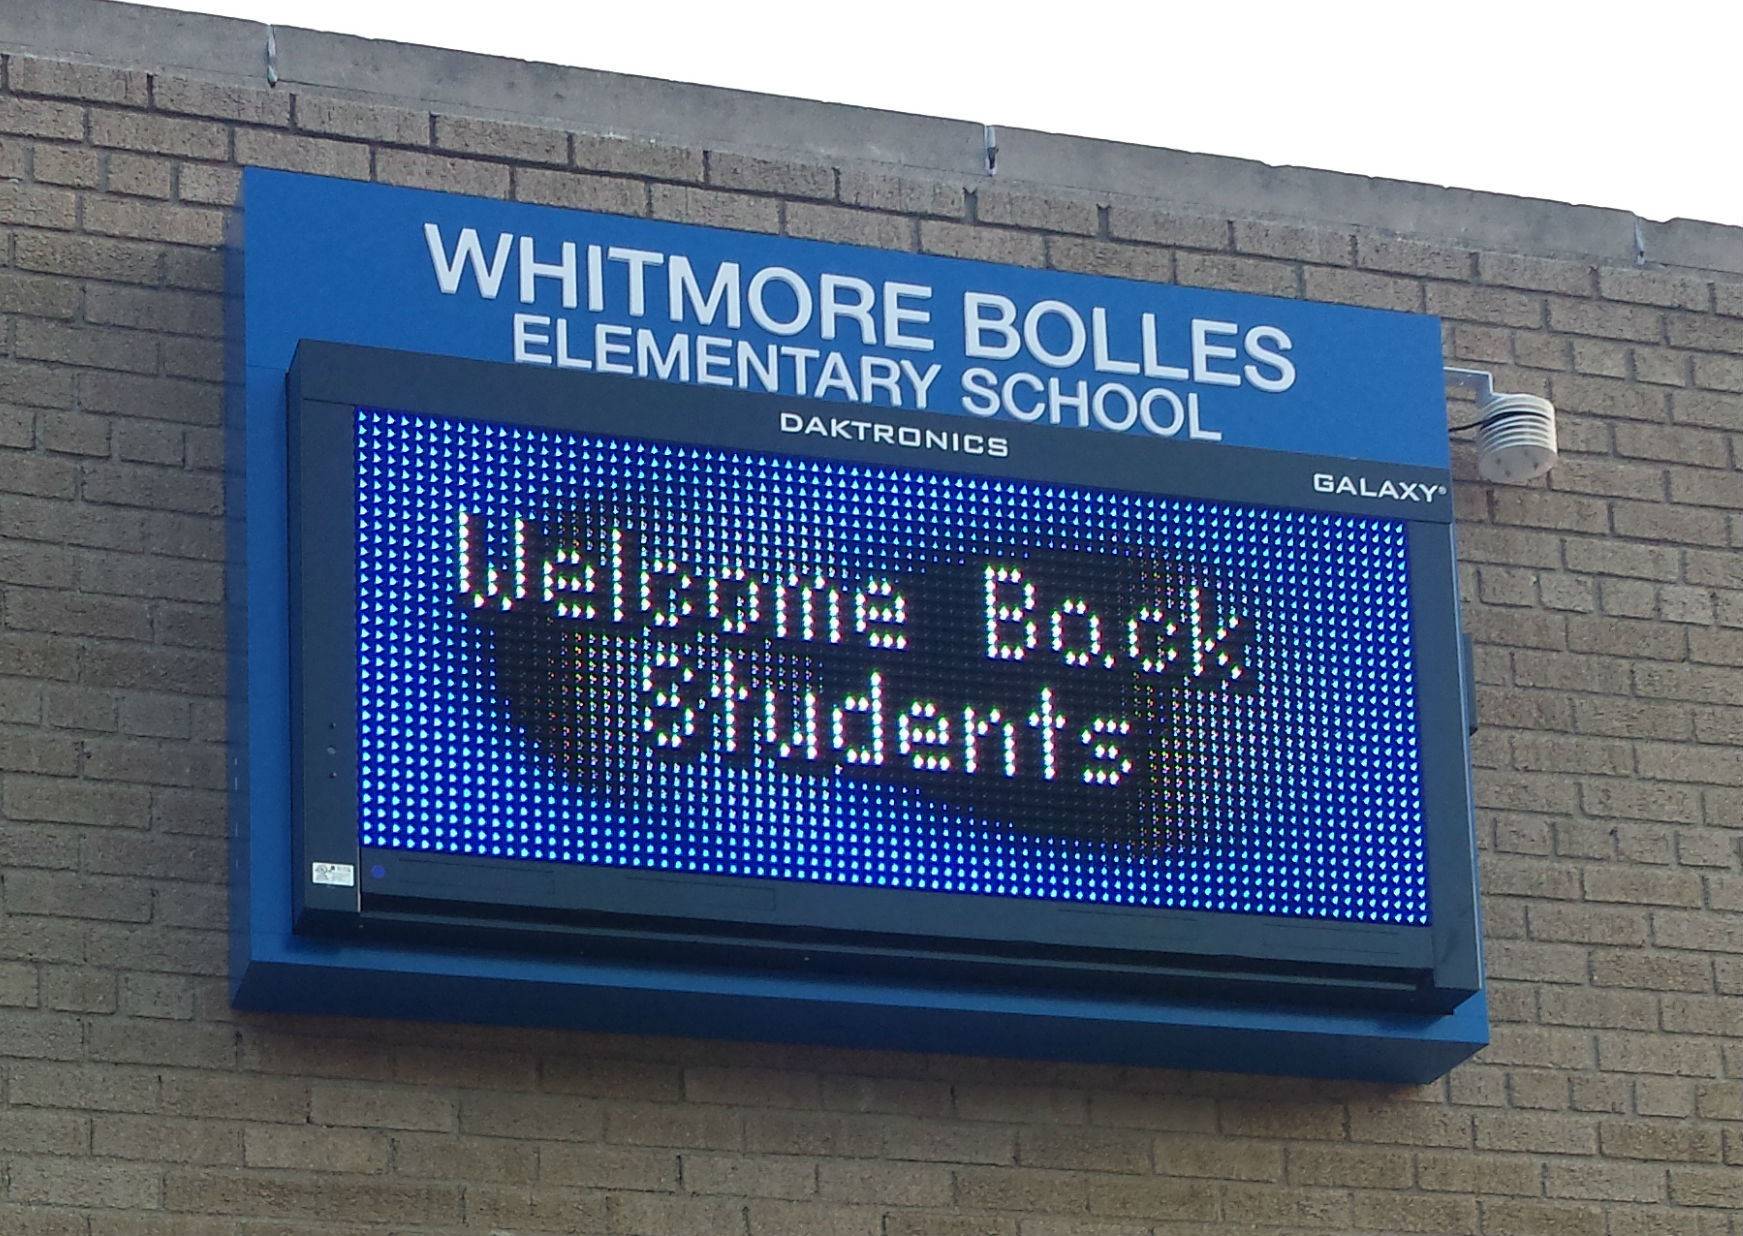 WHITMORE BOLLES
ELEMENTARY SCHOOL
DAKTRONICS
GALAXY®
Welcome Back
Students